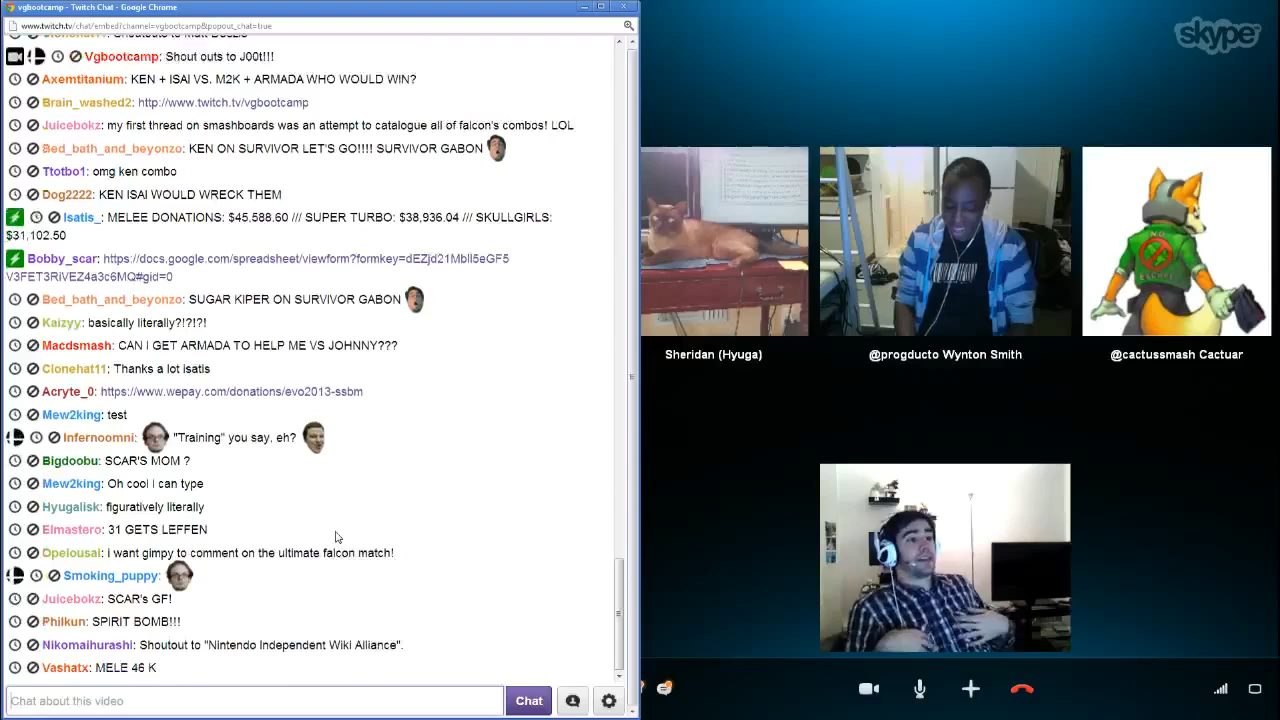 vgbootcamp - Twitch Chat - Google Chrome
www.twitch.tv/chat/embed?channel=vgbootcamp&popout_chat=true
Vgbootcamp: Shout outs to J00t!!!
Axemtitanium: KEN + ISAI VS. M2K + ARMADA WHO WOULD WIN?
Brain_washed2: http://www.twitch.tv/vgbootcamp
Juicebokz: my first thread on smashboards was an attempt to catalogue all of falcon's combos! LOL
Bed_bath_and_beyonzo: KEN ON SURVIVOR LET'S GO!!!! SURVIVOR GABON
Ttotbo1: omg ken combo
Dog2222: KEN ISAI WOULD WRECK THEM
Isatis_: MELEE DONATIONS: $45,588.60 /// SUPER TURBO: $38,936.04 /// SKULLGIRLS:
$31,102.50
Bobby_scar: https://docs.google.com/spreadsheet/viewform?formkey=dEZjd21Mbll5eGF5
V3FET3RiVEZ4a3c6MQ#gid=0
Bed_bath_and_beyonzo: SUGAR KIPER ON SURVIVOR GABON
Kaizyy: basically literally?!?!?!
Macdsmash: CAN I GET ARMADA TO HELP ME VS JOHNNY???
Clonehat11: Thanks a lot isatis
Acryte_0: https://www.wepay.com/donations/evo2013-ssbm
Mew2king: test
Infernoomni: "Training" you say, eh?
Bigdoobu: SCAR'S MOM ?
Mew2king: Oh cool I can type
Hyugalisk: figuratively literally
Elmastero: 31 GETS LEFFEN
Dpeiousai: i want gimpy to comment on the ultimate falcon match!
Smoking_puppy:
Juicebokz: SCAR's GF!
Philkun: SPIRIT BOMB!!!
Nikomaihurashi: Shoutout to "Nintendo Independent Wiki Alliance".
Vashatx: MELE 46 K
Chat about this video
Chat
skype
NO
Sheridan (Hyuga)
@progducto Wynton Smith
@cactussmash Cactuar